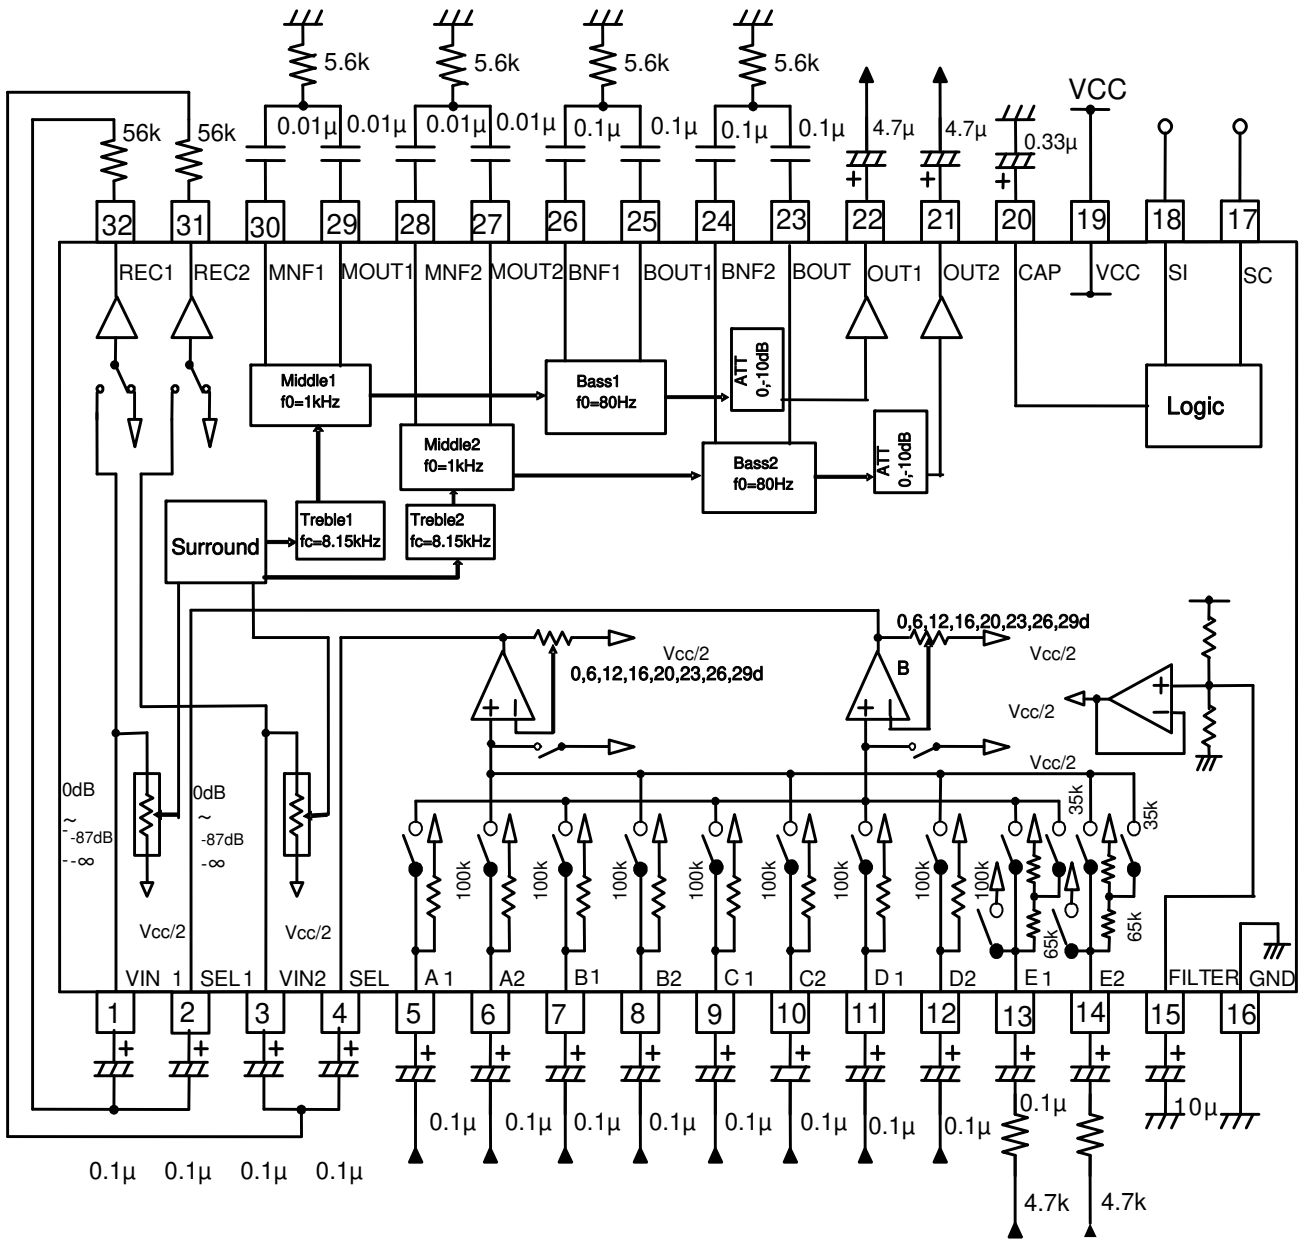 5.6k 5.6k 5.6k 5.6k
VCC
56k 56k 0.01µ 0.01µ 0.01µ 0.01µ 0.1µ 0.1µ 0.1µ 0.1µ 4.7µ 4.7µ 0.33µ
+ + +
32 31 30 29 28 27 26 25 24 23 22 21 20 19 18 17
REC1 REC2 MNF1 MOUT1 MNF2 MOUT2 BNF1 BOUT1 BNF2 BOUT OUT1 OUT2 CAP VCC SI SC
Middle1
f0=1kHz
Bass1
f0=80Hz
ATT
0,-10dB
Logic
Middle2
f0=1kHz
Bass2
f0=80Hz
ATT
0,-10dB
Surround
Treble1
fc=8.15kHz
Treble2
fc=8.15kHz
0,6,12,16,20,23,26,29d
Vcc/2
0,6,12,16,20,23,26,29d
B
Vcc/2
Vcc/2
Vcc/2
0dB
~
-87dB
--∞
0dB
~
-87dB
-∞
Vcc/2 Vcc/2
100k 100k 100k 100k 100k 100k 100k 100k 35k 35k
65k 65k
VIN 1 SEL1 VIN2 SEL A1 A2 B1 B2 C1 C2 D1 D2 E1 E2 FILTER GND
1 2 3 4 5 6 7 8 9 10 11 12 13 14 15 16
+ + + + + + + + + + + + + + +
0.1µ 0.1µ 0.1µ 0.1µ 0.1µ 0.1µ 0.1µ 0.1µ 0.1µ 10µ
0.1µ 0.1µ 0.1µ 0.1µ
4.7k 4.7k